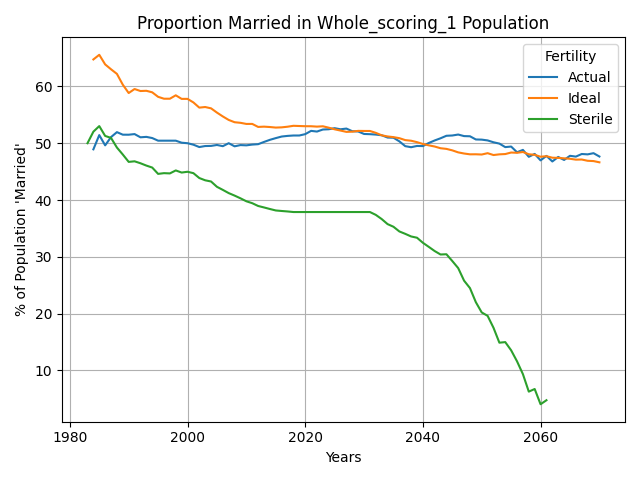 Proportion Married in Whole_scoring_1 Population
% of Population 'Married'
60
50
40
30
20
10
Fertility
Actual
Ideal
Sterile
1980
2000
2020
2040
2060
Years